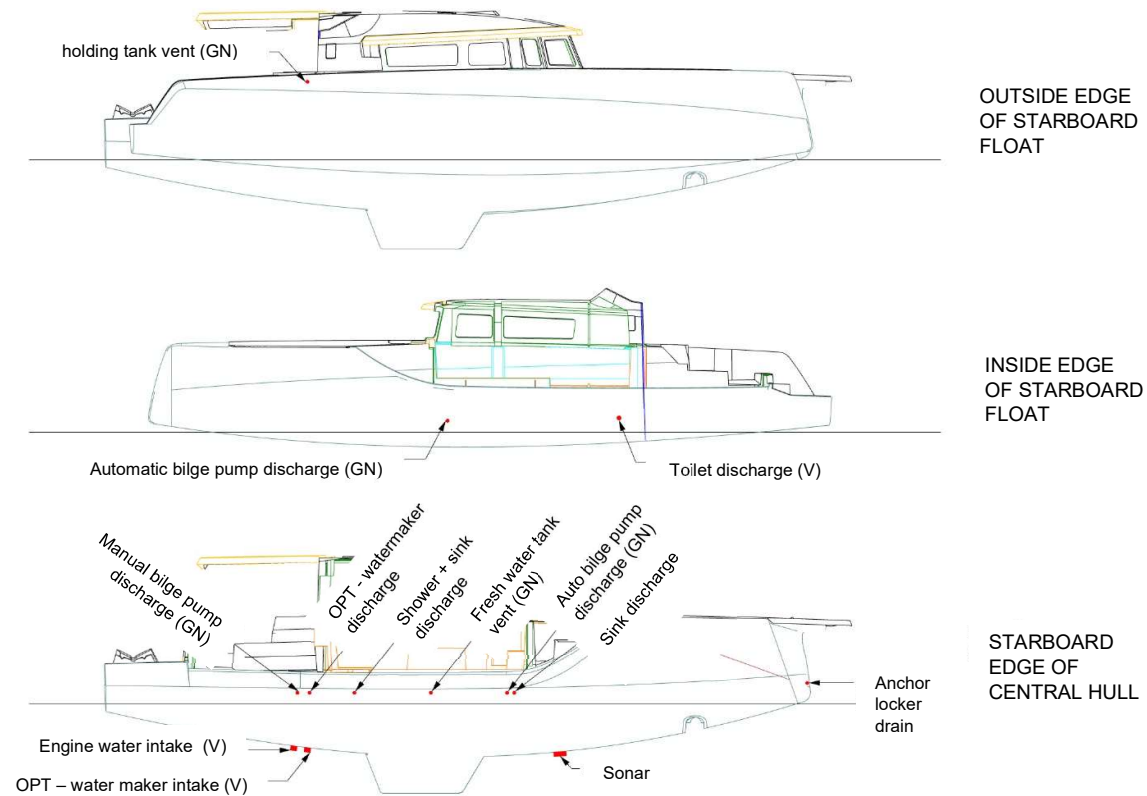 holding tank vent (GN)
OUTSIDE EDGE
OF STARBOARD
FLOAT
INSIDE EDGE
OF STARBOARD
FLOAT
Automatic bilge pump discharge (GN)
Toilet discharge (V)
Manual bilge pump
discharge (GN)
OPT - watermaker
discharge
Shower + sink
discharge
Fresh water tank
vent (GN)
Auto bilge pump
discharge (GN)
Sink discharge
STARBOARD
EDGE OF
CENTRAL HULL
Anchor
locker
drain
Engine water intake (V)
OPT – water maker intake (V)
Sonar